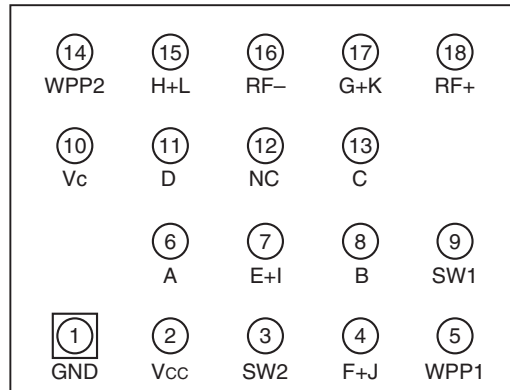 14 15 16 17 18
WPP2 H+L RF– G+K RF+
10 11 12 13
Vc D NC C
6 7 8 9
A E+I B SW1
1 2 3 4 5
GND Vcc SW2 F+J WPP1